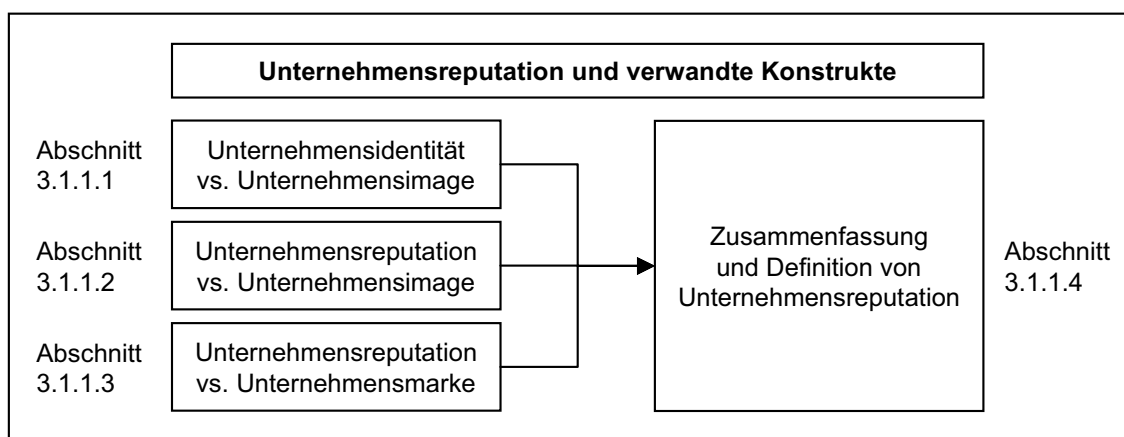 Unternehmensreputation und verwandte Konstrukte
Abschnitt
3.1.1.1
Unternehmensidentität
vs. Unternehmensimage
Abschnitt
3.1.1.2
Unternehmensreputation
vs. Unternehmensimage
Abschnitt
3.1.1.3
Unternehmensreputation
vs. Unternehmensmarke
Zusammenfassung
und Definition von
Unternehmensreputation
Abschnitt
3.1.1.4